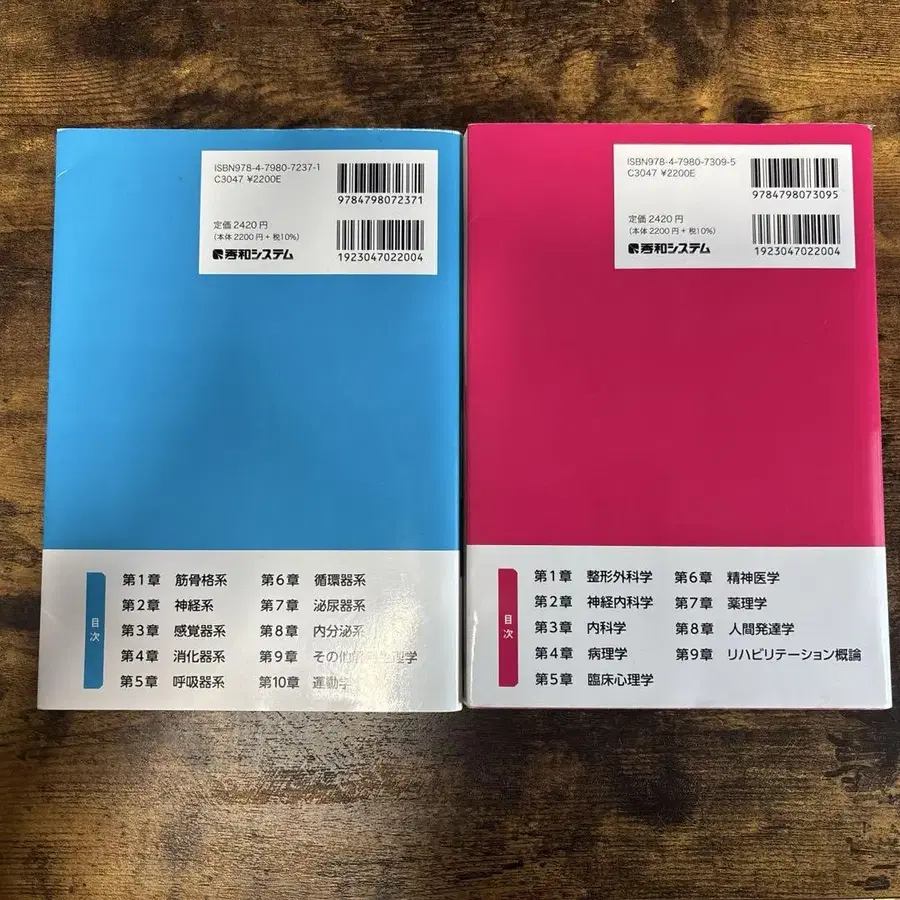 ISBN978-4-7980-7237-1
C3047 ¥2200E
9784798072371
定価 2420 円
(本体 2200 円 + 税10%)
秀和システム
1923047022004
目次
第1章 筋骨格系
第2章 神経系
第3章 感覚器系
第4章 消化器系
第5章 呼吸器系
第6章 循環器系
第7章 泌尿器系
第8章 内分泌系
第9章 その他
第10章 運動学
ISBN978-4-7980-7309-5
C3047 ¥2200E
9784798073095
定価 2420 円
(本体 2200 円 + 税10%)
秀和システム
1923047022004
目次
第1章 整形外科学
第2章 神経内科学
第3章 内科学
第4章 病理学
第5章 臨床心理学
第6章 精神医学
第7章 薬理学
第8章 人間発達学
第9章 リハビリテーション概論